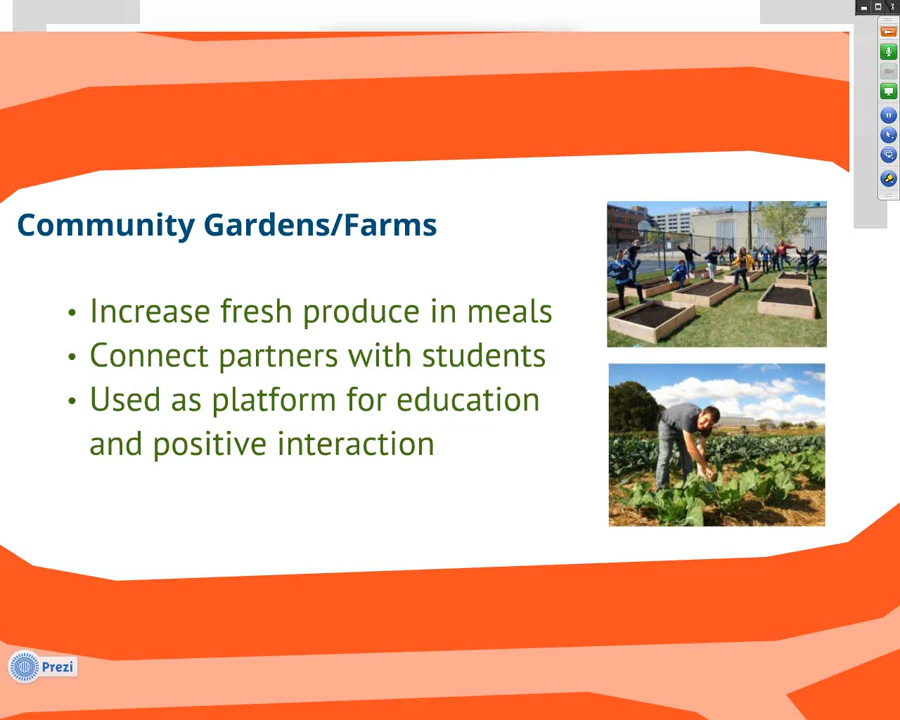 Community Gardens/Farms
• Increase fresh produce in meals
• Connect partners with students
• Used as platform for education
and positive interaction
Prezi